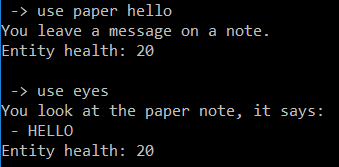 -> use paper hello
You leave a message on a note.
Entity health: 20
-> use eyes
You look at the paper note, it says:
- HELLO
Entity health: 20